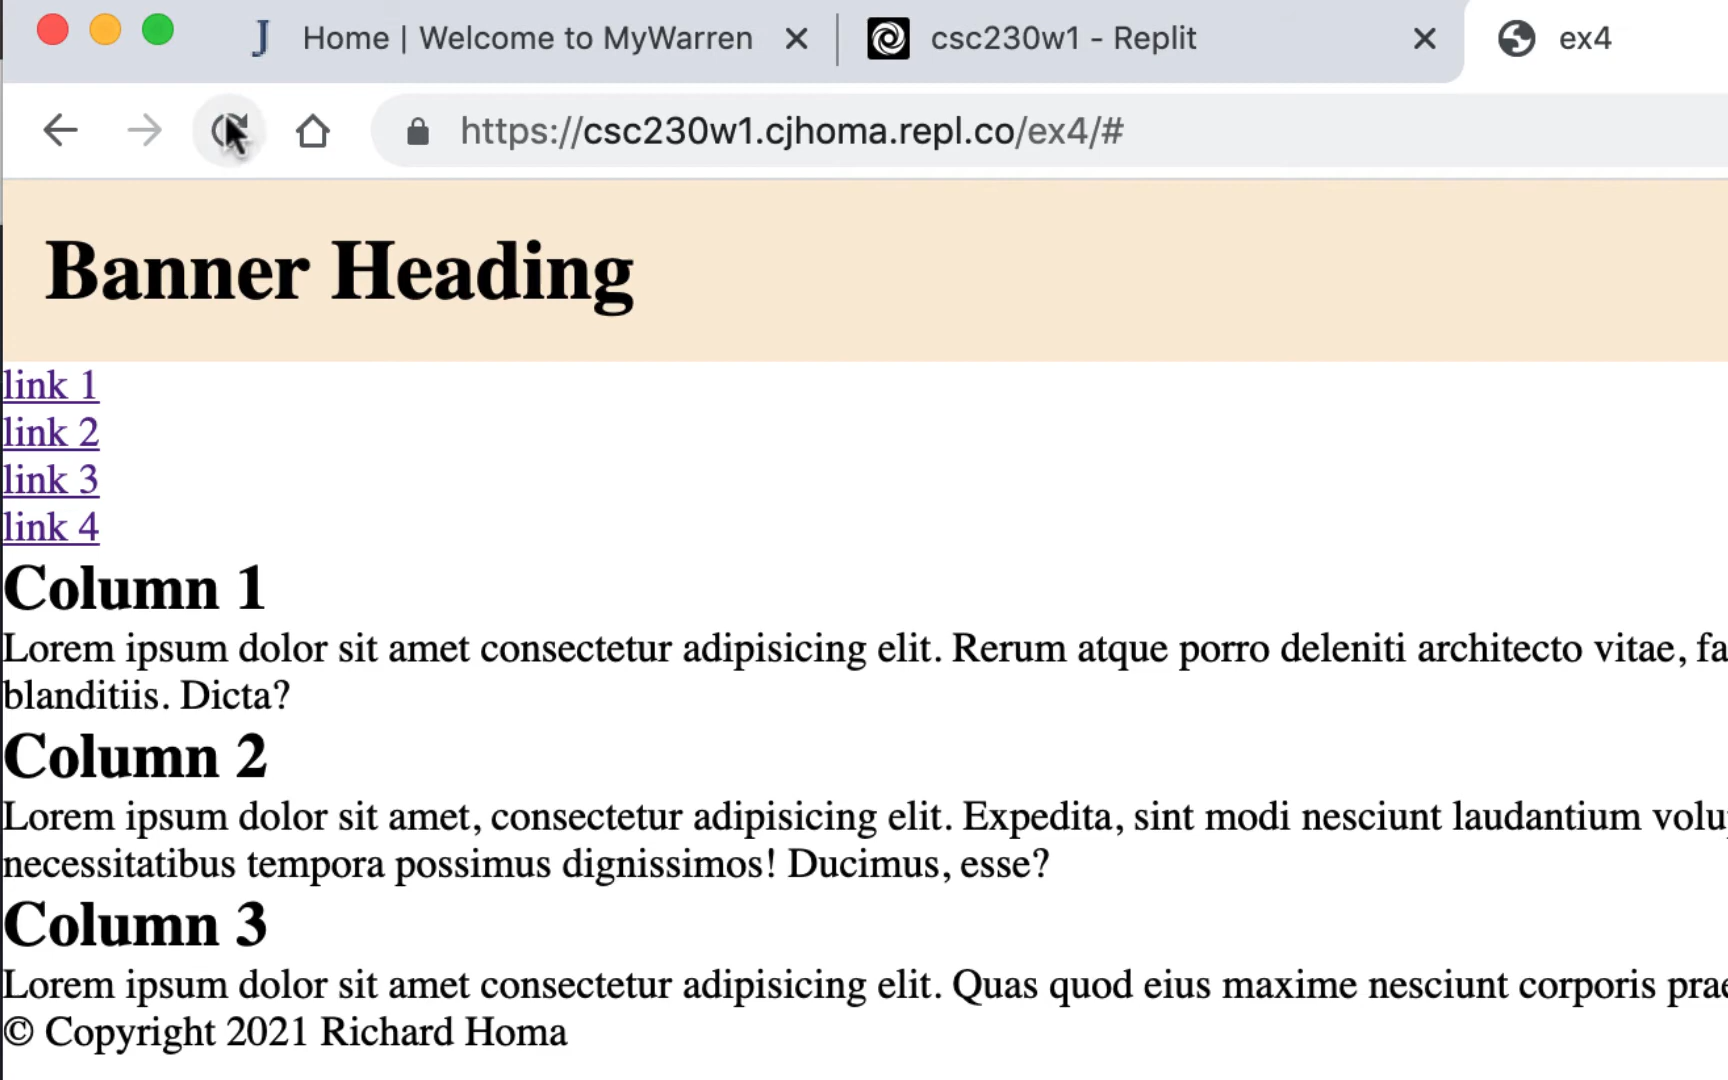 Home | Welcome to MyWarren
csc230w1 - Replit
ex4
https://csc230w1.cjhoma.repl.co/ex4/#
Banner Heading
link 1
link 2
link 3
link 4
Column 1
Lorem ipsum dolor sit amet consectetur adipisicing elit. Rerum atque porro deleniti architecto vitae, fa
blanditiis. Dicta?
Column 2
Lorem ipsum dolor sit amet, consectetur adipisicing elit. Expedita, sint modi nesciunt laudantium volu
necessitatibus tempora possimus dignissimos! Ducimus, esse?
Column 3
Lorem ipsum dolor sit amet consectetur adipisicing elit. Quas quod eius maxime nesciunt corporis prae
© Copyright 2021 Richard Homa